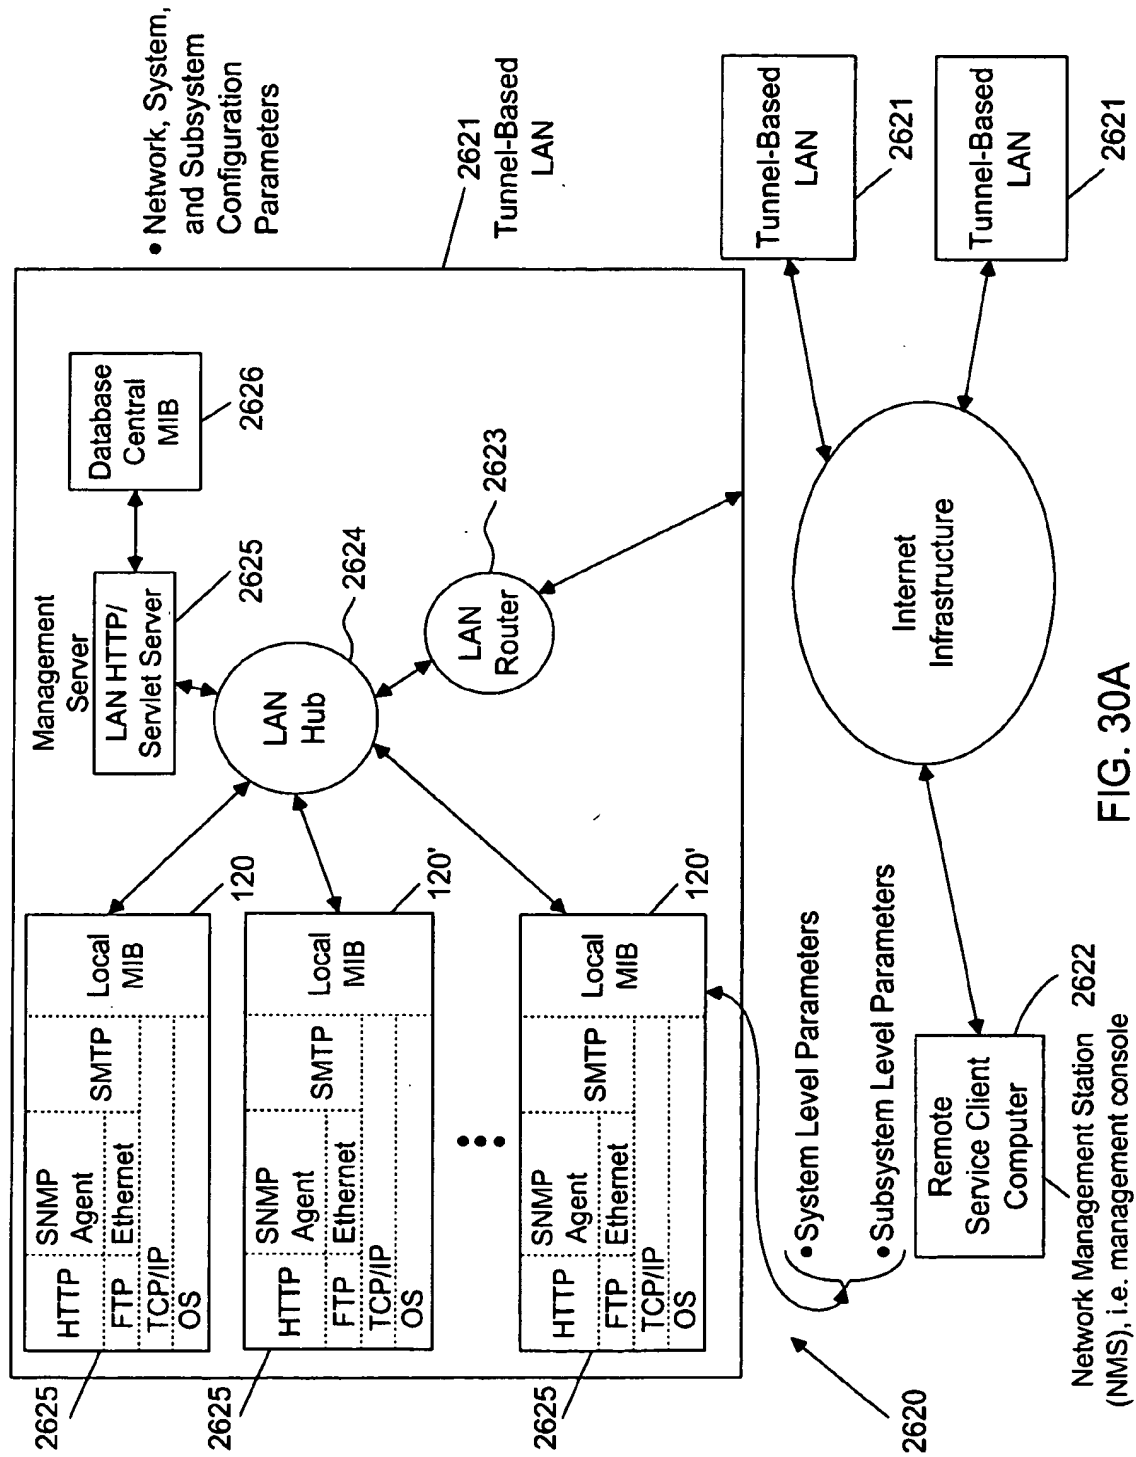 • Network, System,
and Subsystem
Configuration
Parameters
2621
Tunnel-Based
LAN
Management
Server
LAN HTTP/
Servlet Server
2625
Database
Central
MIB
2626
LAN
Hub
2624
LAN
Router
2623
HTTP
SNMP
Agent
FTP
Ethernet
SMTP
TCP/IP
OS
Local
MIB
120
2625
HTTP
SNMP
Agent
FTP
Ethernet
SMTP
TCP/IP
OS
Local
MIB
120'
2625
HTTP
SNMP
Agent
FTP
Ethernet
SMTP
TCP/IP
OS
Local
MIB
120'
2625
• System Level Parameters
• Subsystem Level Parameters
2620
Remote
Service Client
Computer
2622
Network Management Station
(NMS), i.e. management console
Internet
Infrastructure
Tunnel-Based
LAN
2621
Tunnel-Based
LAN
2621
FIG. 30A